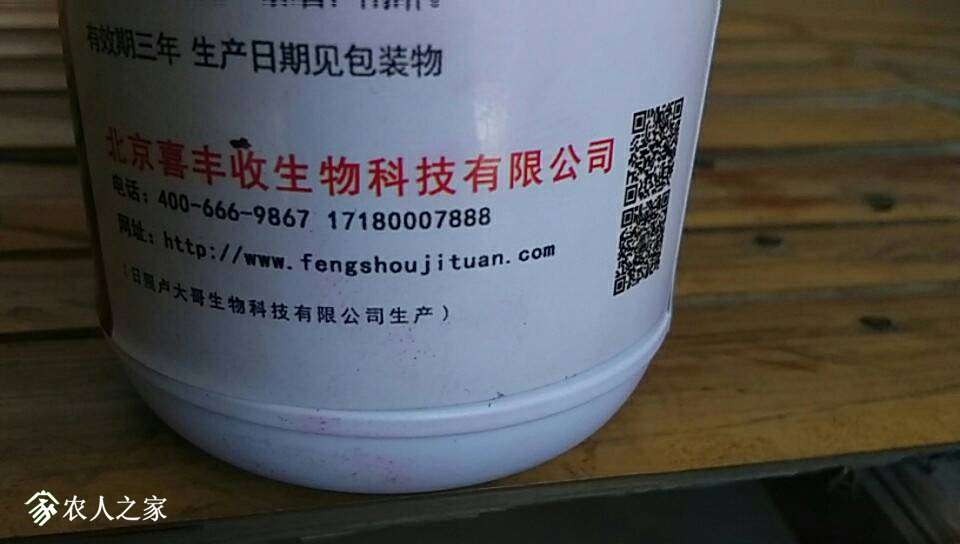 有效期三年 生产日期见包装物
北京喜丰收生物科技有限公司
电话：400-666-9867 17180007888
网址：http://www.fengshoujituan.com
（日照卢大哥生物科技有限公司生产）
农人之家